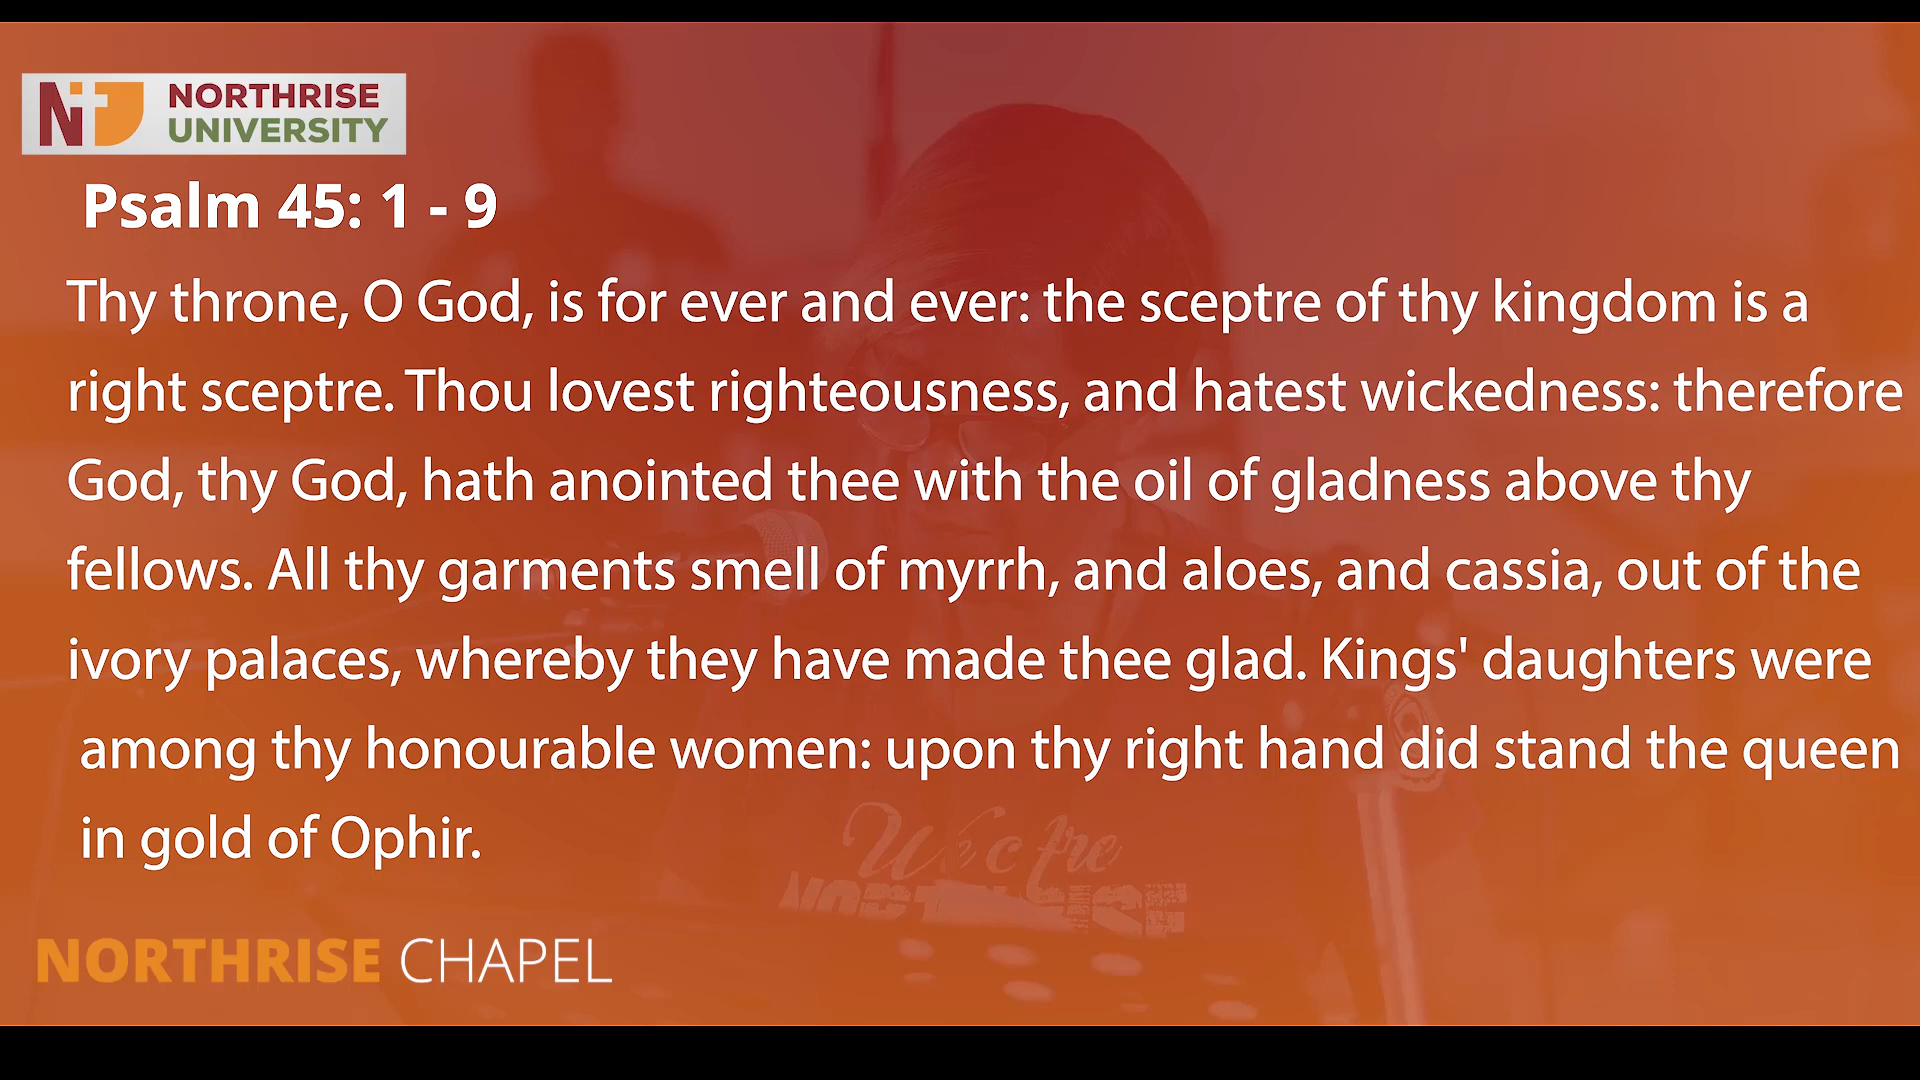 NORTHRISE
UNIVERSITY
Psalm 45: 1 - 9
Thy throne, O God, is for ever and ever: the sceptre of thy kingdom is a
right sceptre. Thou lovest righteousness, and hatest wickedness: therefore
God, thy God, hath anointed thee with the oil of gladness above thy
fellows. All thy garments smell of myrrh, and aloes, and cassia, out of the
ivory palaces, whereby they have made thee glad. Kings' daughters were
among thy honourable women: upon thy right hand did stand the queen
in gold of Ophir.
We Are
NORTHRISE
NORTHRISE CHAPEL